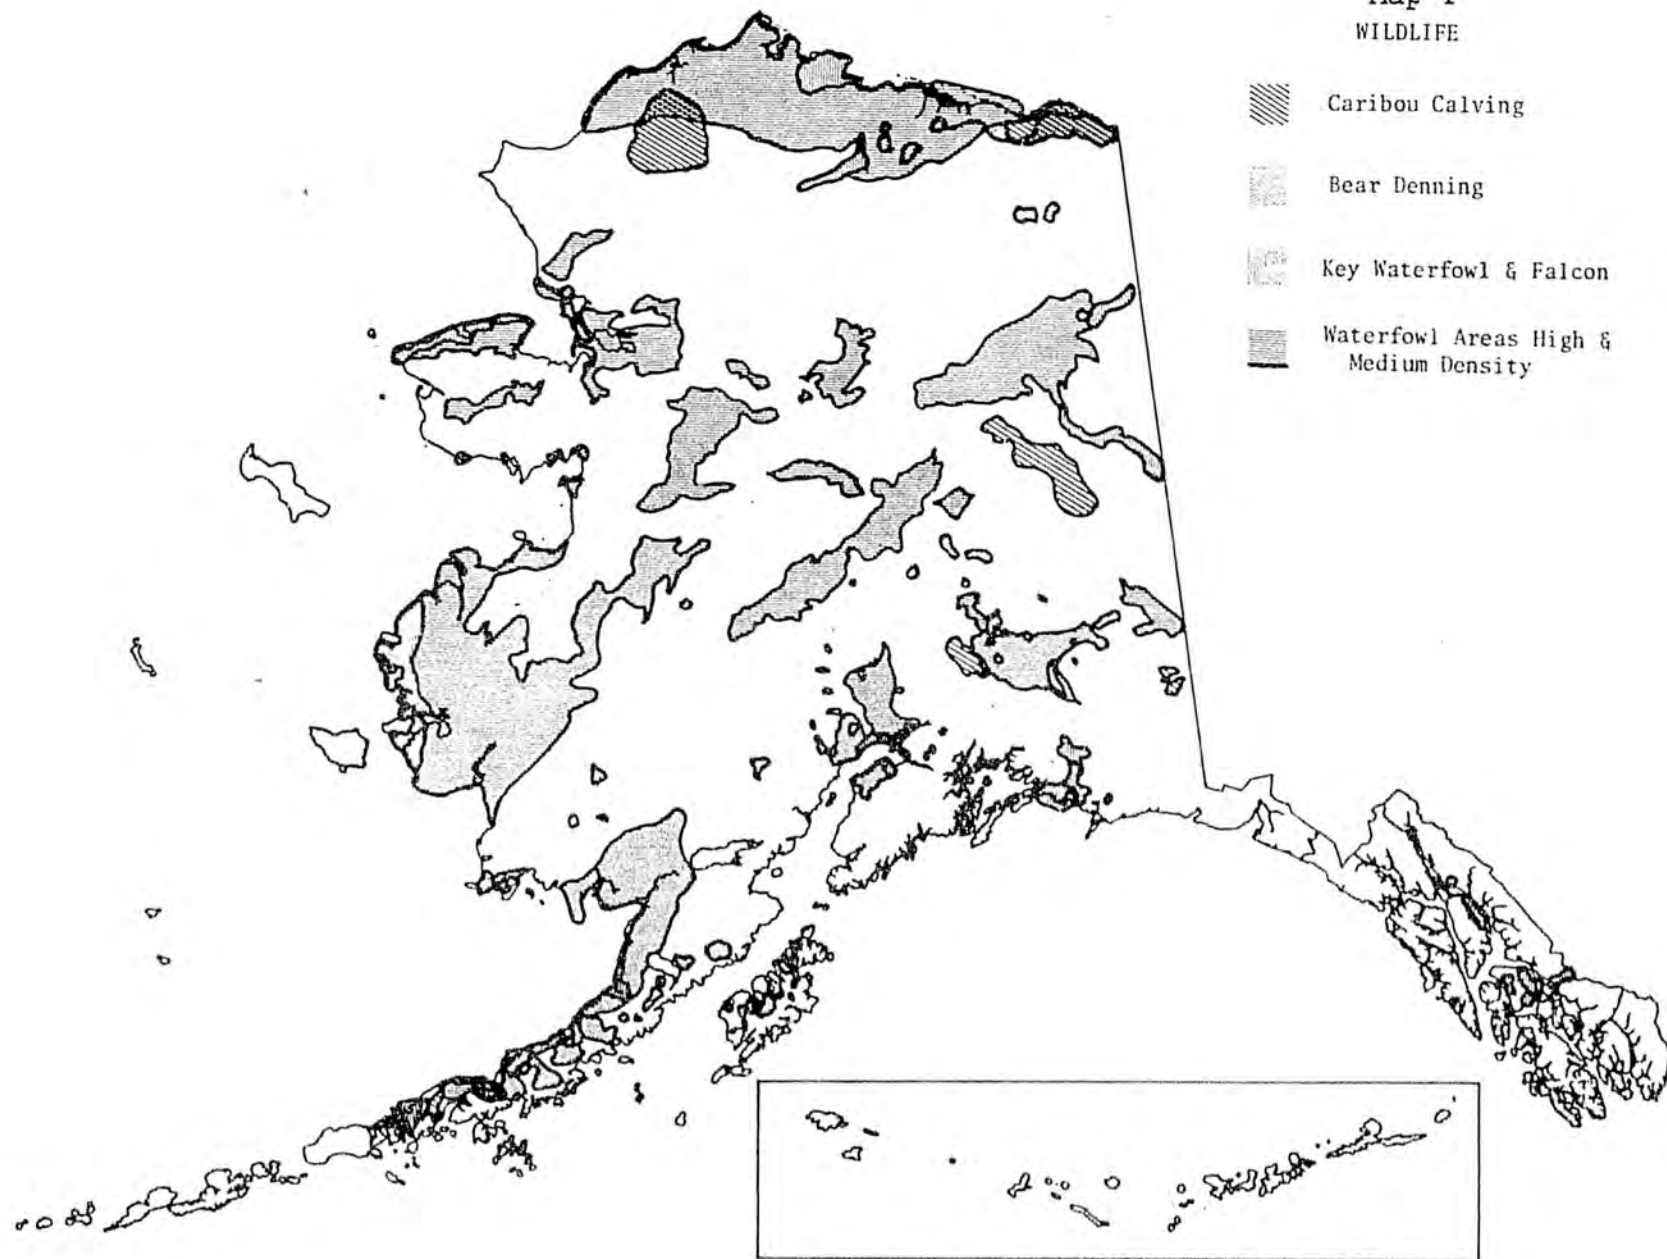 WILDLIFE
Caribou Calving
Bear Denning
Key Waterfowl & Falcon
Waterfowl Areas High &
Medium Density